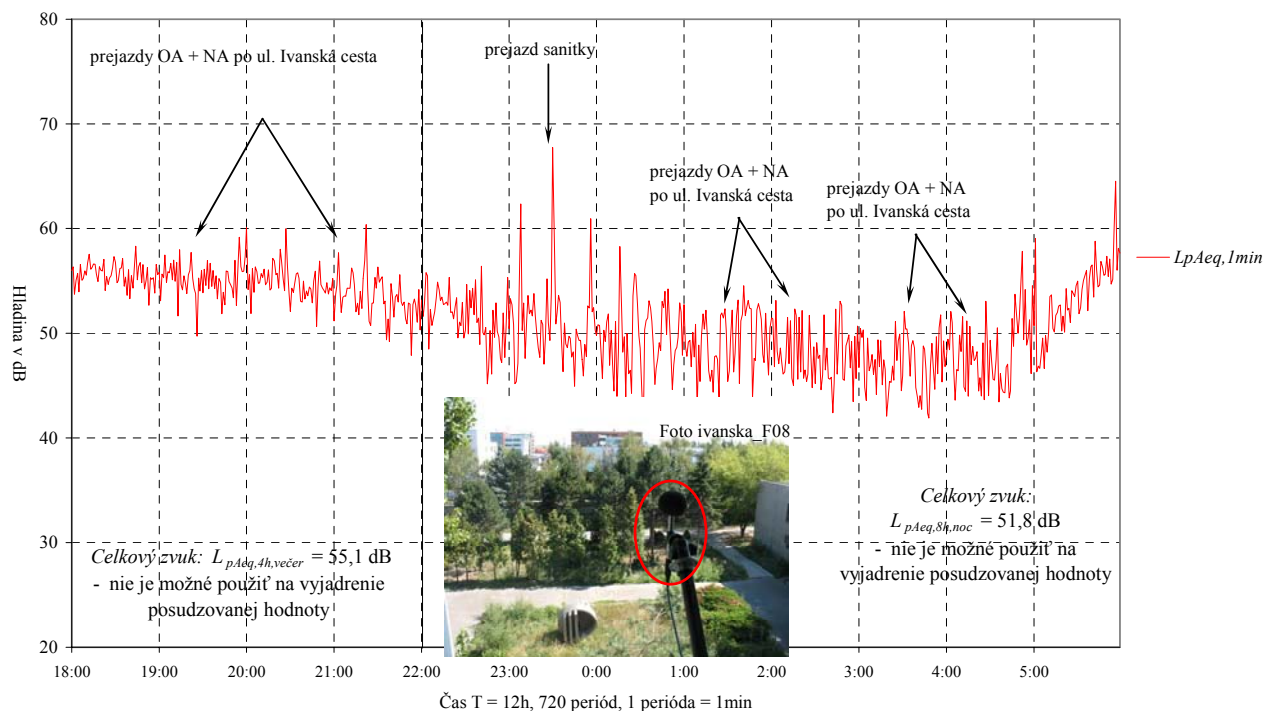 80
70
60
50
40
30
20
Hladina v dB
prejazdy OA + NA po ul. Ivanská cesta
prejazd sanitky
prejazdy OA + NA
po ul. Ivanská cesta
prejazdy OA + NA
po ul. Ivanská cesta
LpAeq,1min
Foto ivanska_F08
Celkový zvuk: L pAeq,4h,večer = 55,1 dB
- nie je možné použiť na vyjadrenie
posudzovanej hodnoty
Celkový zvuk:
L pAeq,8h,noc = 51,8 dB
- nie je možné použiť na
vyjadrenie posudzovanej hodnoty
18:00 19:00 20:00 21:00 22:00 23:00 0:00 1:00 2:00 3:00 4:00 5:00
Čas T = 12h, 720 periód, 1 perióda = 1min